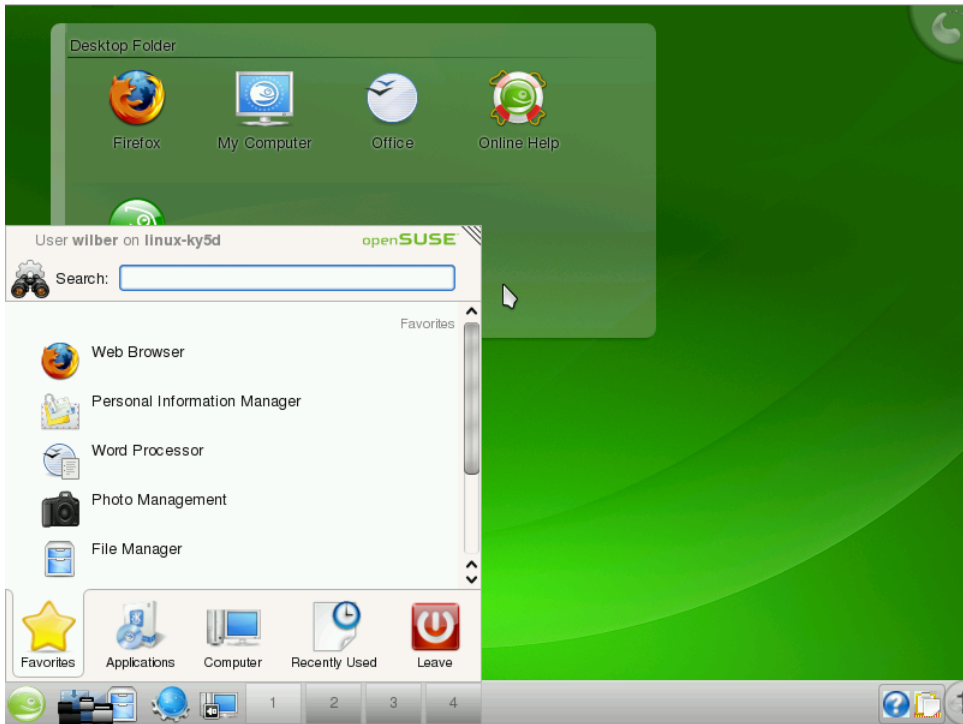 Desktop Folder
Firefox
My Computer
Office
Online Help
User wilber on linux-ky5d
openSUSE
Search:
Favorites
Web Browser
Personal Information Manager
Word Processor
Photo Management
File Manager
Favorites
Applications
Computer
Recently Used
Leave
1
2
3
4